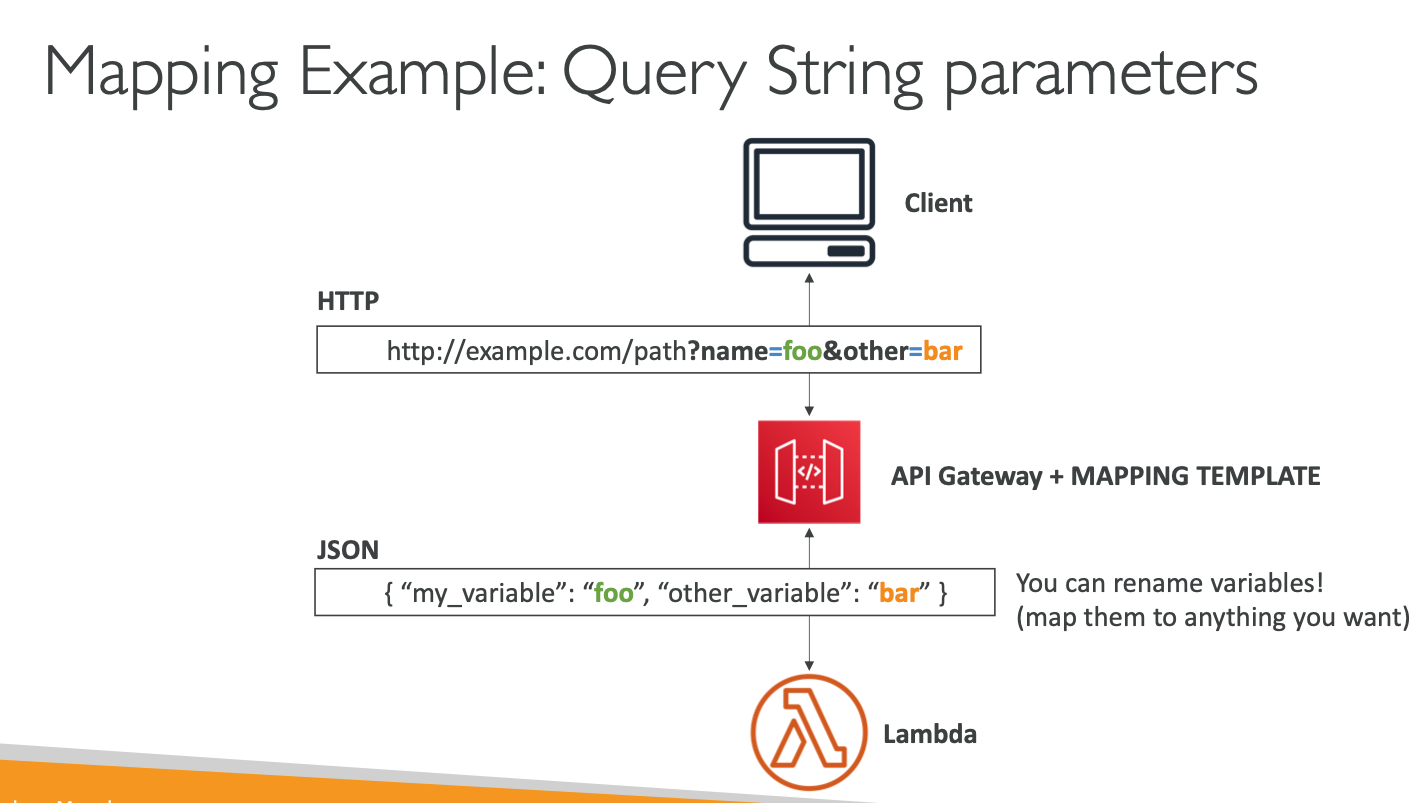 Mapping Example: Query String parameters
Client
HTTP
http://example.com/path?name=foo&other=bar
</>
API Gateway + MAPPING TEMPLATE
JSON
{ “my_variable”: “foo”, “other_variable”: “bar” }
You can rename variables!
(map them to anything you want)
Lambda